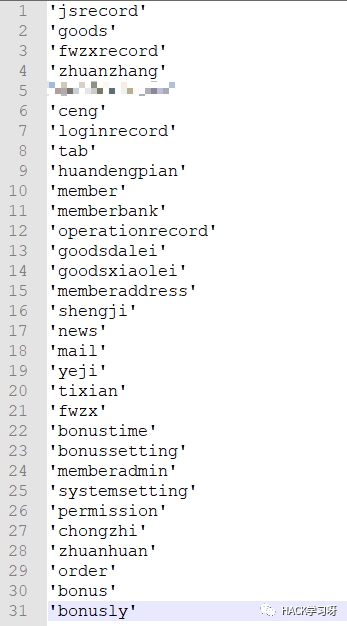 1 'jsrecord'
2 'goods'
3 'fwzxrecord'
4 'zhuanzhang'
5
6 'ceng'
7 'loginrecord'
8 'tab'
9 'huandengpian'
10 'member'
11 'memberbank'
12 'operationrecord'
13 'goodsdalei'
14 'goodsxiaolei'
15 'memberaddress'
16 'shengji'
17 'news'
18 'mail'
19 'yeji'
20 'tixian'
21 'fwzx'
22 'bonustime'
23 'bonussetting'
24 'memberadmin'
25 'systemsetting'
26 'permission'
27 'chongzhi'
28 'zhuanhuan'
29 'order'
30 'bonus'
31 'bonusly'
HACK学习呀